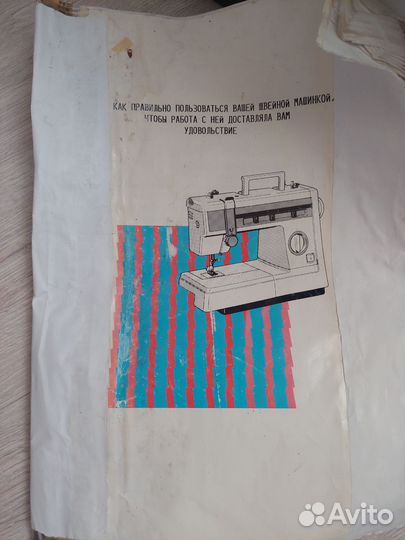 КАК ПРАВИЛЬНО ПОЛЬЗОВАТЬСЯ ВАШЕЙ ШВЕЙНОЙ МАШИНКОЙ,
ЧТОБЫ РАБОТА С НЕЙ ДОСТАВЛЯЛА ВАМ
УДОВОЛЬСТВИЕ
Avito